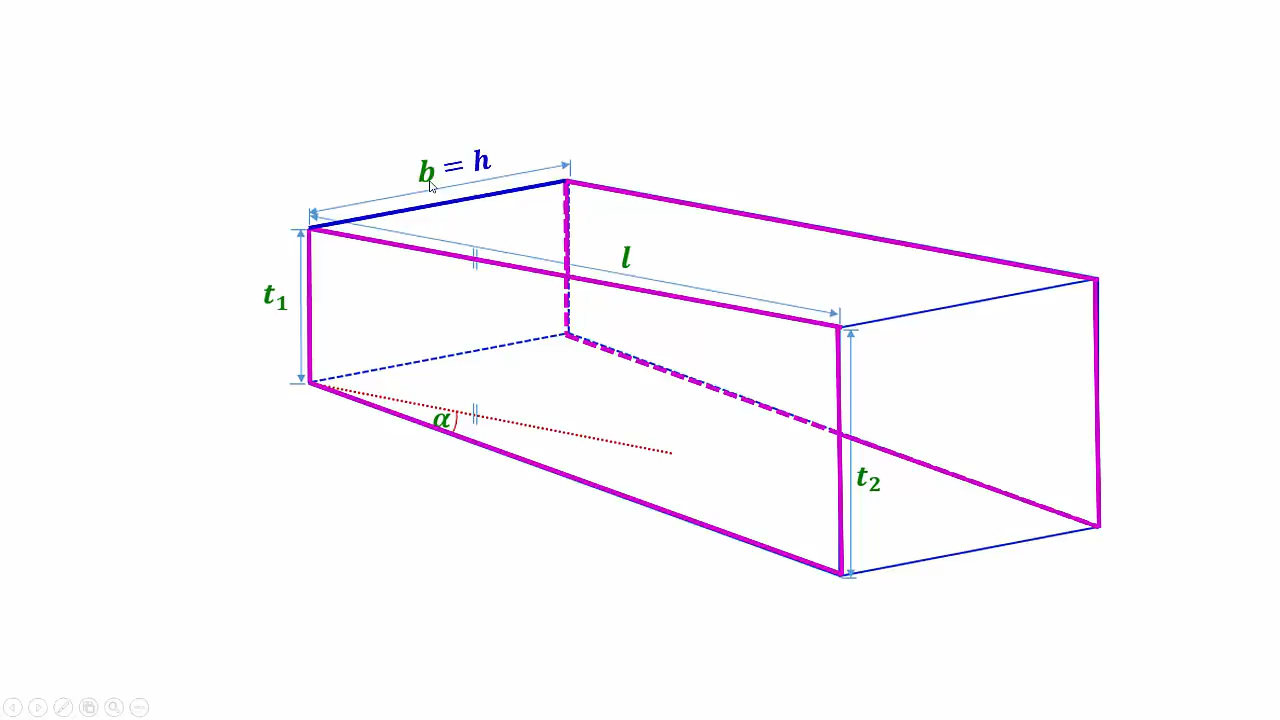 b = h
l
t₁
α
t₂